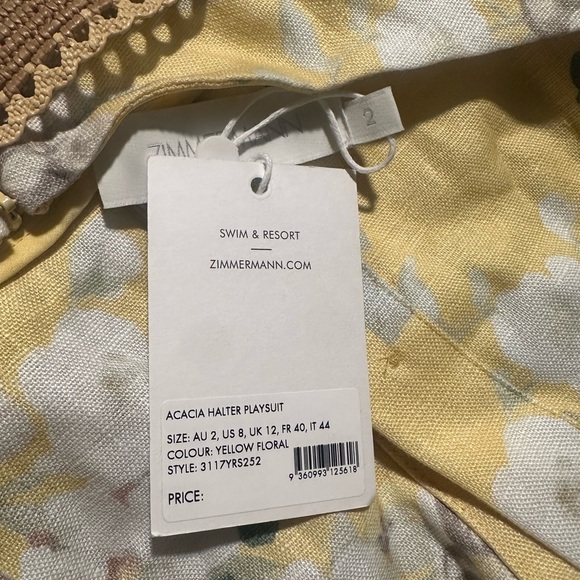 ZIMMERMANN
2
SWIM & RESORT
ZIMMERMANN.COM
ACACIA HALTER PLAYSUIT
SIZE: AU 2, US 8, UK 12, FR 40, IT 44
COLOUR: YELLOW FLORAL
STYLE: 3117YRS252
9 360993 125618
PRICE: